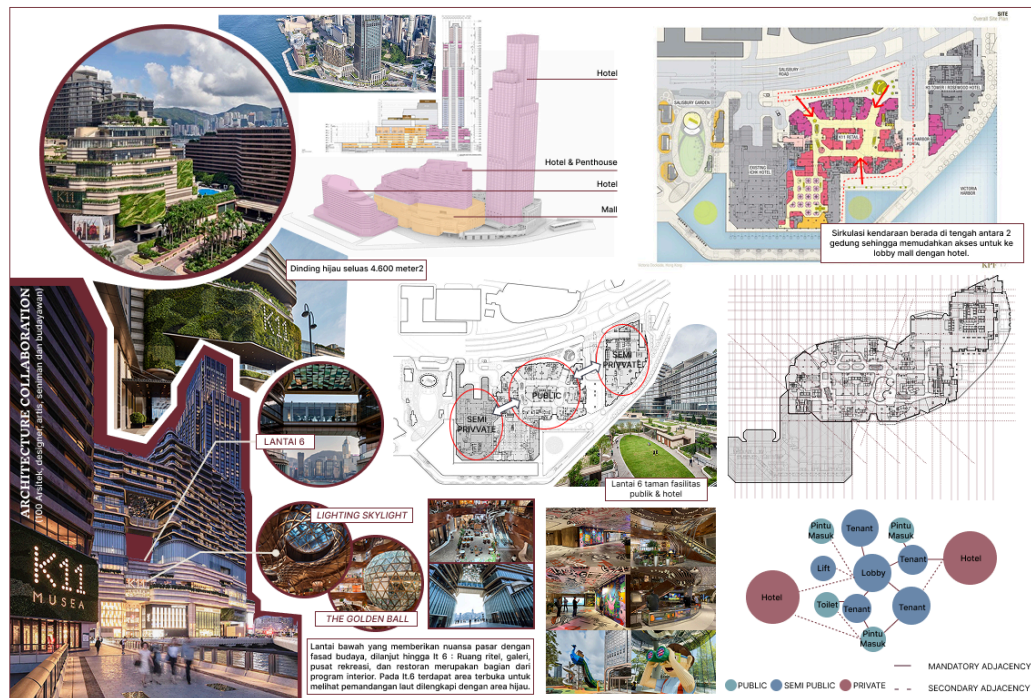 SITE
Overall Site Plan
Hotel
Hotel & Penthouse
Hotel
Mall
SALISBURY
ROAD
SALISBURY GARDEN
K11 RETAIL
EXISTING
ICHK HOTEL
VICTORIA
HARBOR
Sirkulasi kendaraan berada di tengah antara 2
gedung sehingga memudahkan akses untuk ke
lobby mall dengan hotel.
KPF
Dinding hijau seluas 4.600 meter2
K11
K11
ARCHITECTURE COLLABORATION
(100 Arsitek, designer, artis, seniman dan budayawan)
LANTAI 6
SEMI
PRIVVATE
PUBLIC
SEMI
PRIVVATE
Lantai 6 taman fasilitas
publik & hotel
LIGHTING SKYLIGHT
THE GOLDEN BALL
K11
MUSEA
K11
Lantai bawah yang memberikan nuansa pasar dengan
fasad budaya, dilanjut hingga lt 6 : Ruang ritel, galeri,
pusat rekreasi, dan restoran merupakan bagian dari
program interior. Pada lt.6 terdapat area terbuka untuk
melihat pemandangan laut dilengkapi dengan area hijau.
Pintu
Masuk
Tenant
Pintu
Masuk
Lift
Lobby
Tenant
Hotel
Hotel
Toilet
Tenant
Tenant
Pintu
Masuk
MANDATORY ADJACENCY
PUBLIC
SEMI PUBLIC
PRIVATE
SECONDARY ADJACENCY